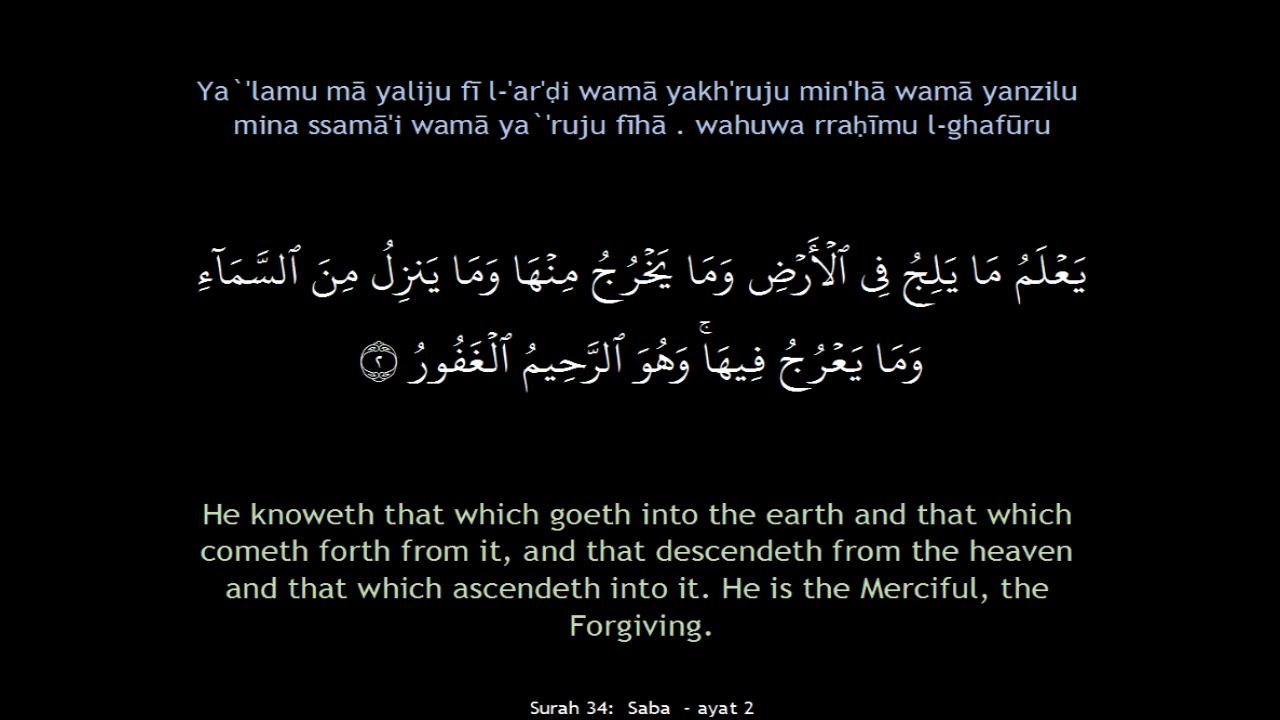 Ya`'lamu mā yaliju fī l-'ar'ḍi wamā yakh'ruju min'hā wamā yanzilu
mina ssamā'i wamā ya`'ruju fīhā . wahuwa rraḥīmu l-ghafūru
يَعْلَمُ مَا يَلِجُ فِى ٱلْأَرْضِ وَمَا يَخْرُجُ مِنْهَا وَمَا يَنزِلُ مِنَ ٱلسَّمَآءِ
وَمَا يَعْرُجُ فِيهَا ۚ وَهُوَ ٱلرَّحِيمُ ٱلْغَفُورُ ٢
He knoweth that which goeth into the earth and that which
cometh forth from it, and that descendeth from the heaven
and that which ascendeth into it. He is the Merciful, the
Forgiving.
Surah 34: Saba - ayat 2